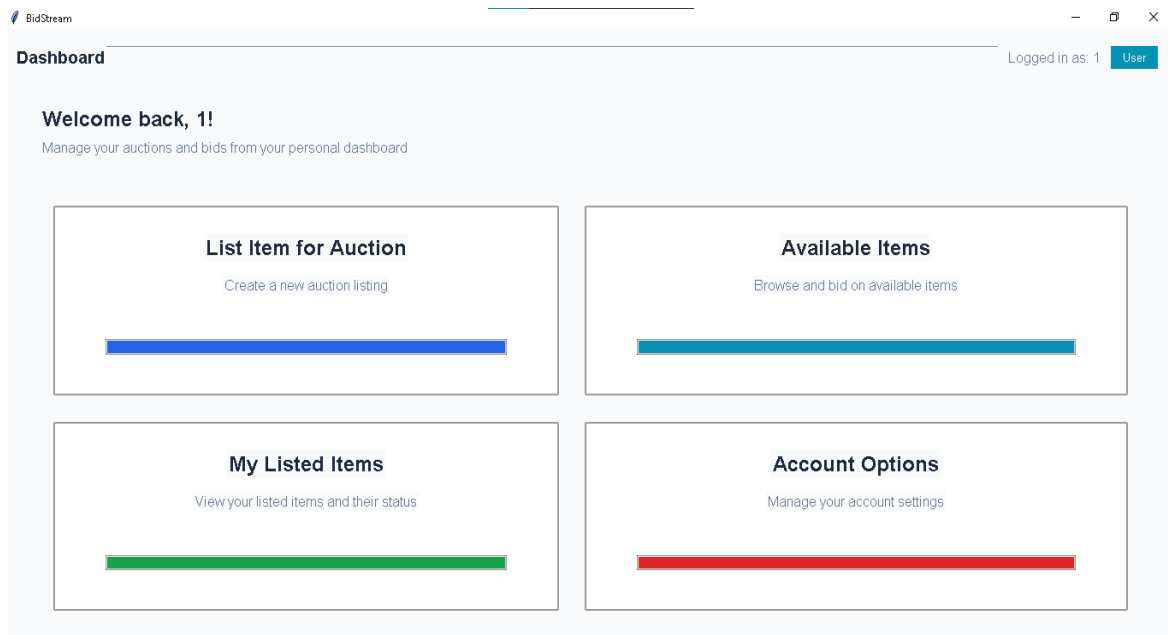 BidStream
Dashboard
Logged in as: 1
User
Welcome back, 1!
Manage your auctions and bids from your personal dashboard
List Item for Auction
Create a new auction listing
Available Items
Browse and bid on available items
My Listed Items
View your listed items and their status
Account Options
Manage your account settings